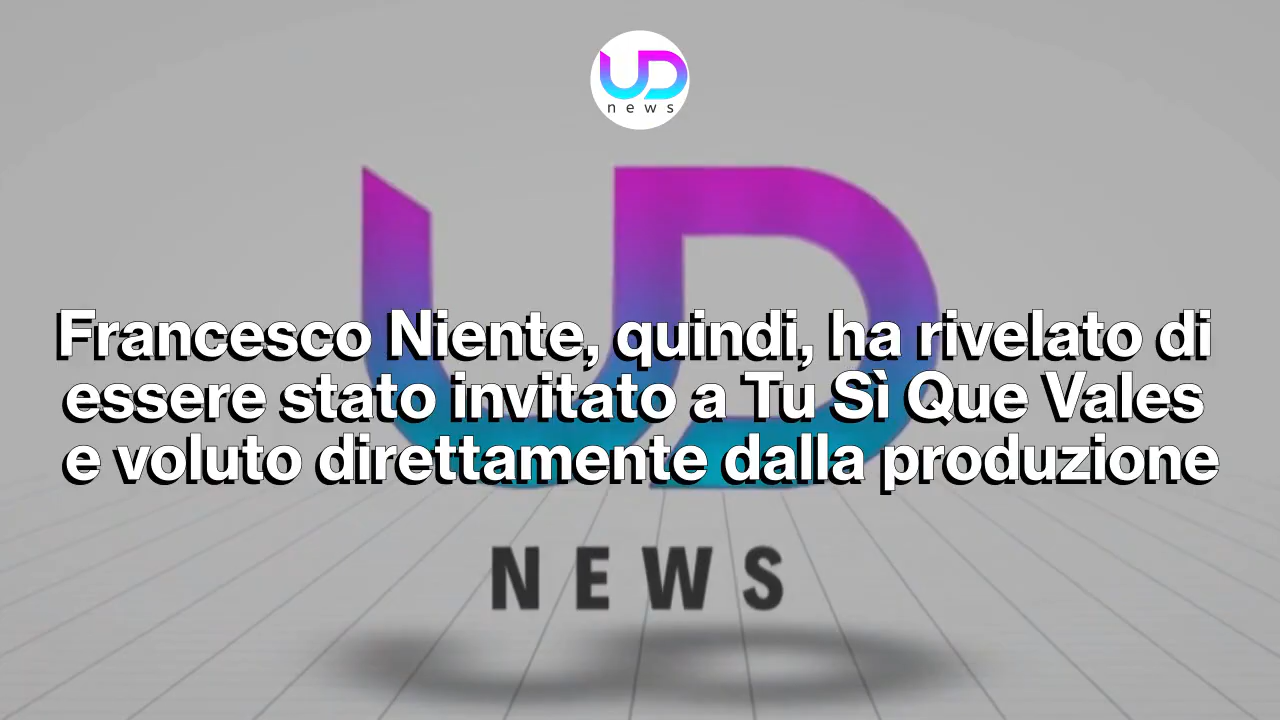 UD
news
UD
Francesco Niente, quindi, ha rivelato di
essere stato invitato a Tu Sì Que Vales
e voluto direttamente dalla produzione
NEWS